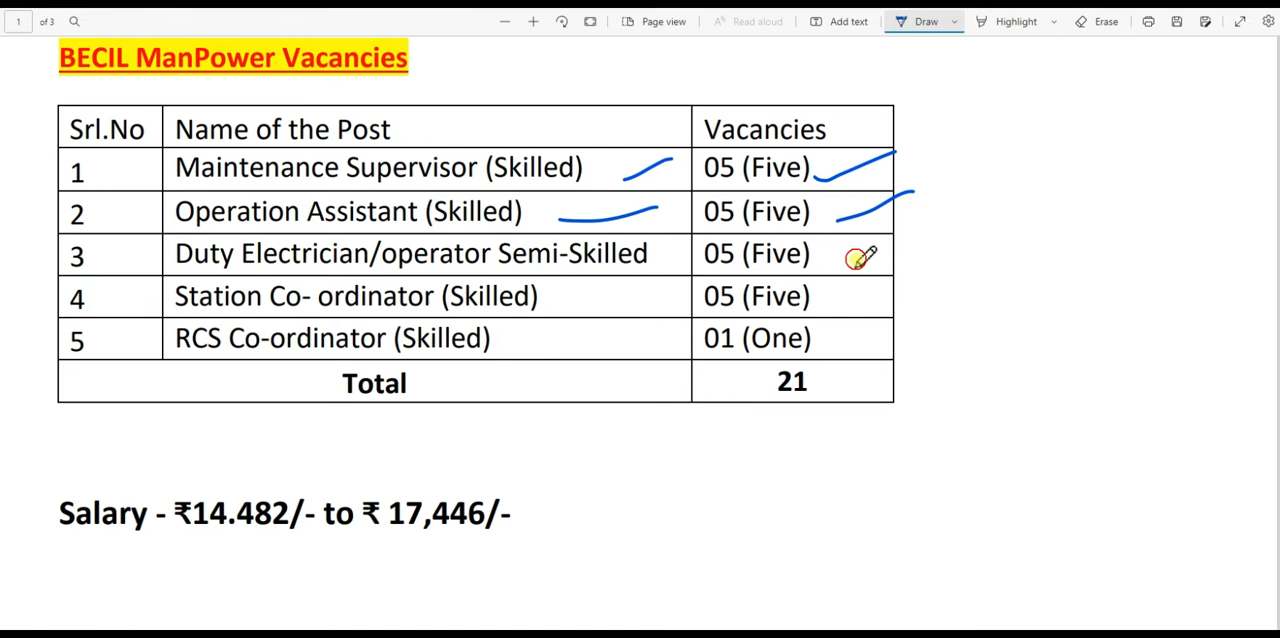 1 of 3 Page view Read aloud Add text Draw Highlight Erase
BECIL ManPower Vacancies
Srl.No Name of the Post Vacancies
1 Maintenance Supervisor (Skilled) 05 (Five)
2 Operation Assistant (Skilled) 05 (Five)
3 Duty Electrician/operator Semi-Skilled 05 (Five)
4 Station Co- ordinator (Skilled) 05 (Five)
5 RCS Co-ordinator (Skilled) 01 (One)
Total 21
Salary - ₹14.482/- to ₹ 17,446/-